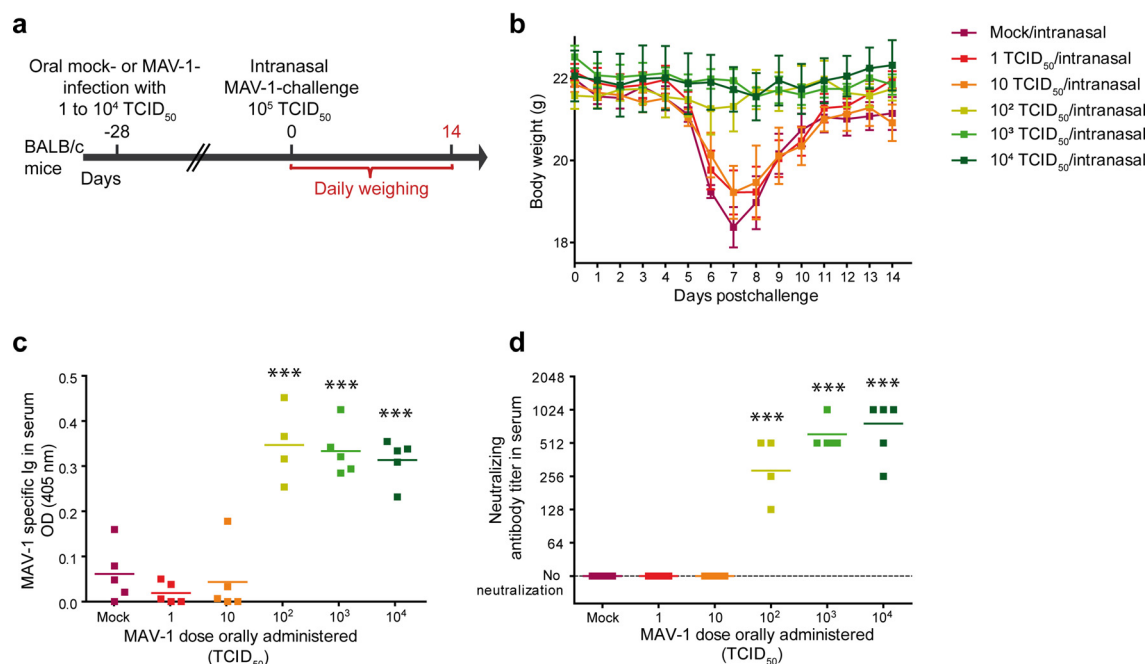 a
Oral mock- or MAV-1-
infection with
1 to 10⁴ TCID₅₀
-28
Intranasal
MAV-1-challenge
10⁵ TCID₅₀
0
14
BALB/c
mice
Days
Daily weighing
b
Body weight (g)
22
20
18
0 1 2 3 4 5 6 7 8 9 10 11 12 13 14
Days postchallenge
Mock/intranasal
1 TCID₅₀/intranasal
10 TCID₅₀/intranasal
10² TCID₅₀/intranasal
10³ TCID₅₀/intranasal
10⁴ TCID₅₀/intranasal
c
MAV-1 specific Ig in serum
OD (405 nm)
0.5
0.4
0.3
0.2
0.1
0.0
*** *** ***
Mock 1 10 10² 10³ 10⁴
MAV-1 dose orally administered
(TCID₅₀)
d
Neutralizing
antibody titer in serum
2048
1024
512
256
128
64
No
neutralization
*** *** ***
Mock 1 10 10² 10³ 10⁴
MAV-1 dose orally administered
(TCID₅₀)